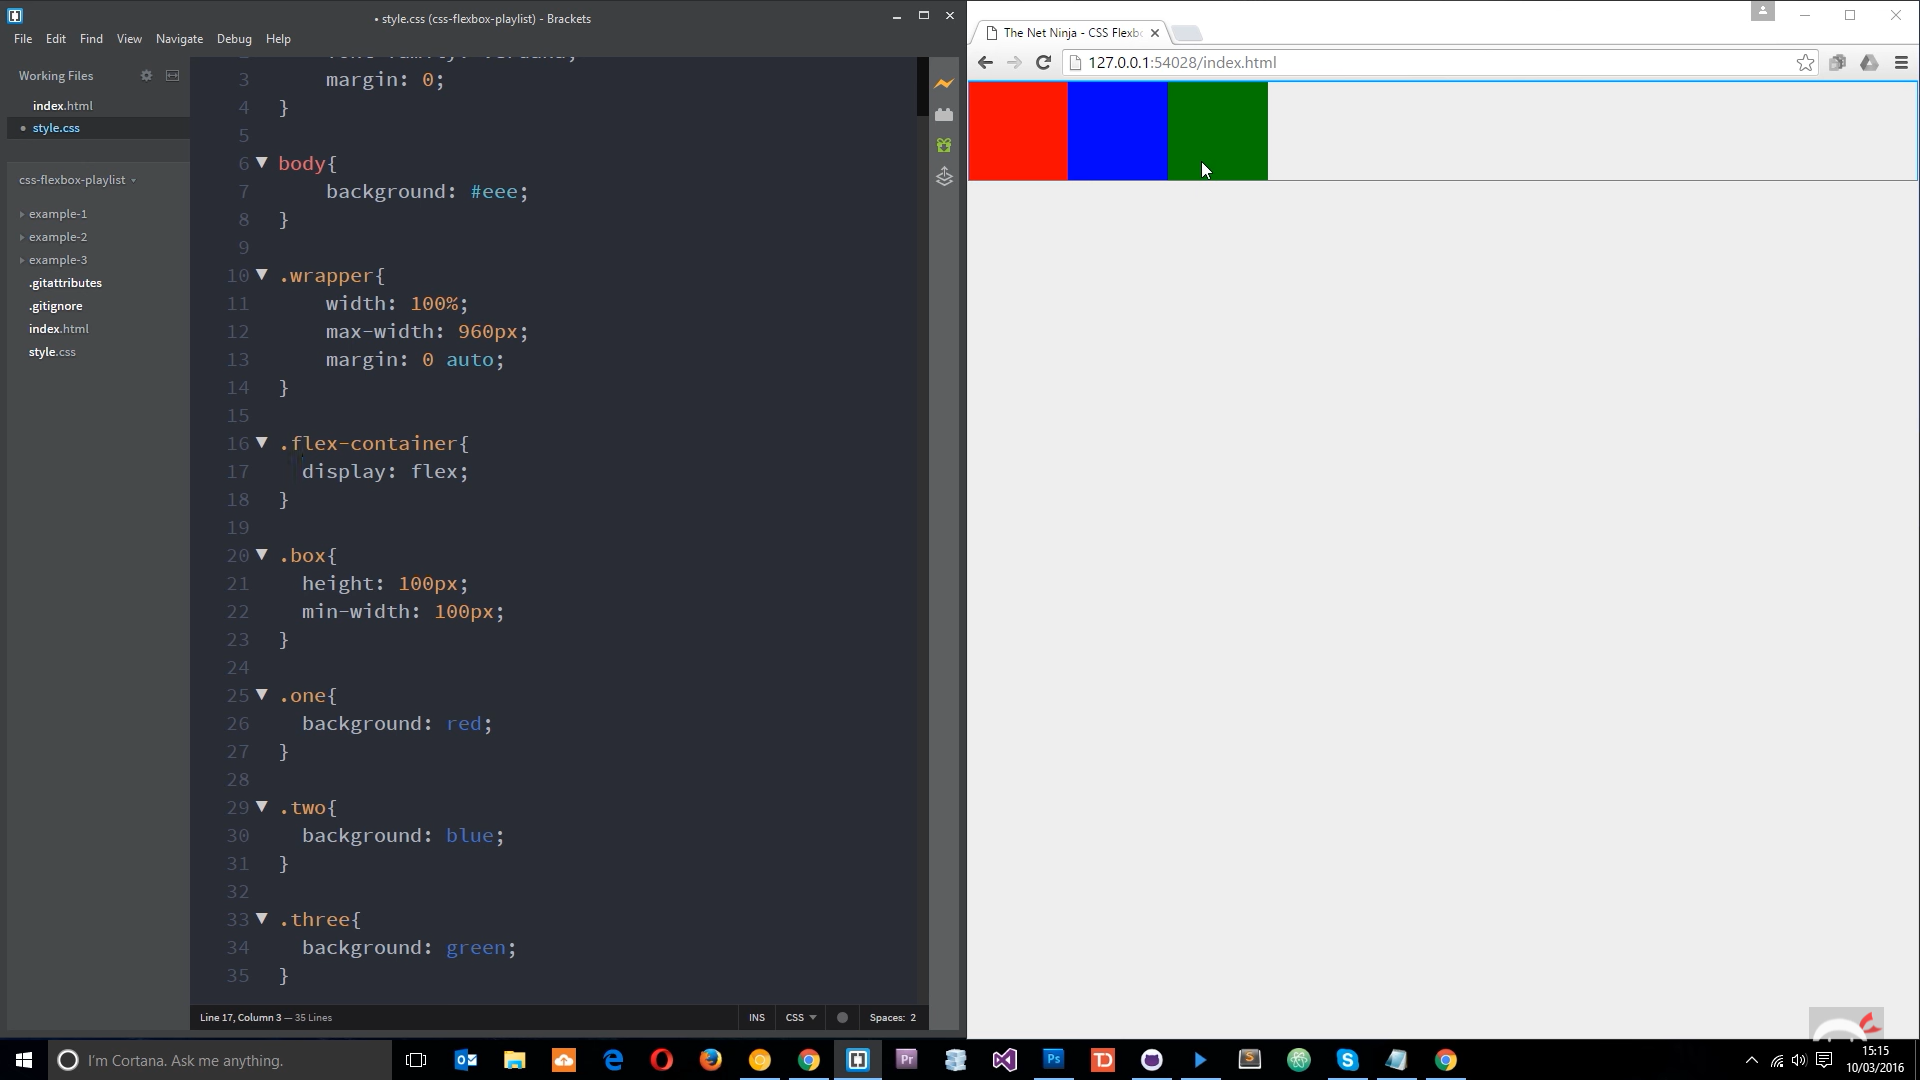 • style.css (css-flexbox-playlist) - Brackets
File Edit Find View Navigate Debug Help
Working Files
index.html
• style.css
css-flexbox-playlist
example-1
example-2
example-3
.gitattributes
.gitignore
index.html
style.css
3 margin: 0;
4 }
5
6 body{
7 background: #eee;
8 }
9
10 .wrapper{
11 width: 100%;
12 max-width: 960px;
13 margin: 0 auto;
14 }
15
16 .flex-container{
17 display: flex;
18 }
19
20 .box{
21 height: 100px;
22 min-width: 100px;
23 }
24
25 .one{
26 background: red;
27 }
28
29 .two{
30 background: blue;
31 }
32
33 .three{
34 background: green;
35 }
Line 17, Column 3 — 35 Lines
INS CSS Spaces: 2
The Net Ninja - CSS Flexb
127.0.0.1:54028/index.html
I'm Cortana. Ask me anything.
Pr
Ps
15:15
10/03/2016